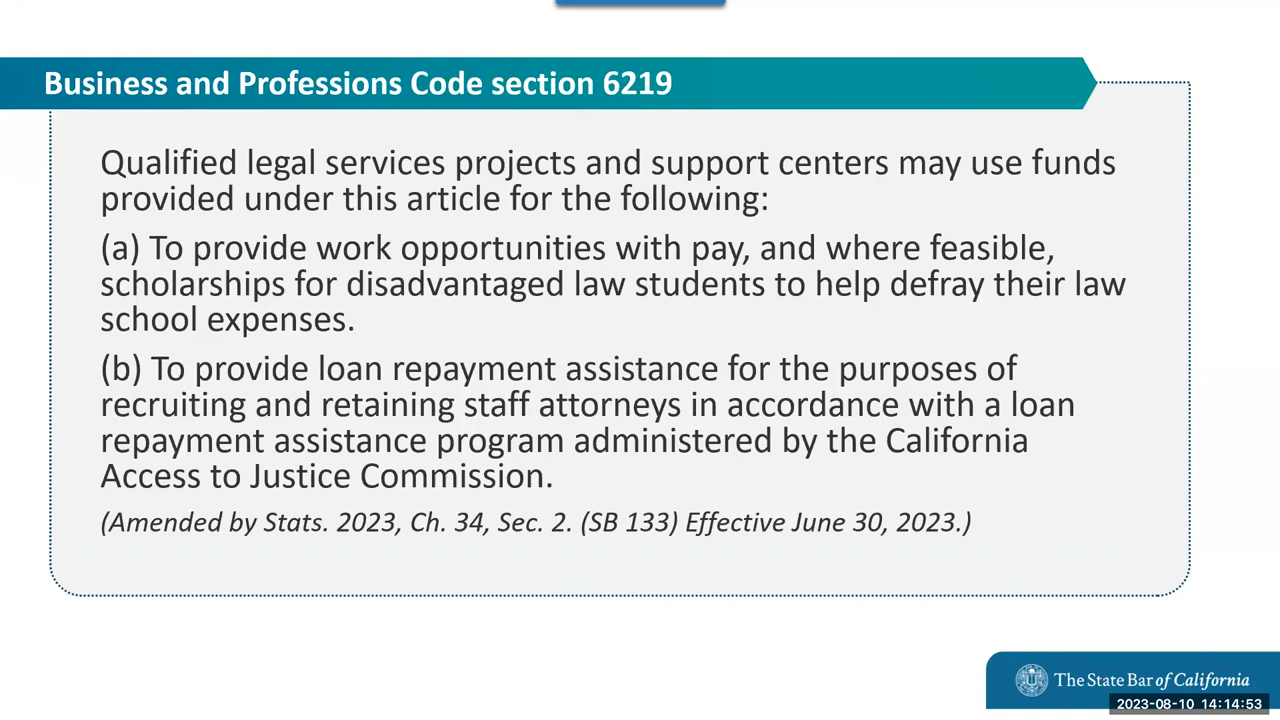 Business and Professions Code section 6219
Qualified legal services projects and support centers may use funds
provided under this article for the following:
(a) To provide work opportunities with pay, and where feasible,
scholarships for disadvantaged law students to help defray their law
school expenses.
(b) To provide loan repayment assistance for the purposes of
recruiting and retaining staff attorneys in accordance with a loan
repayment assistance program administered by the California
Access to Justice Commission.
(Amended by Stats. 2023, Ch. 34, Sec. 2. (SB 133) Effective June 30, 2023.)
The State Bar of California
2023-08-10 14:14:53